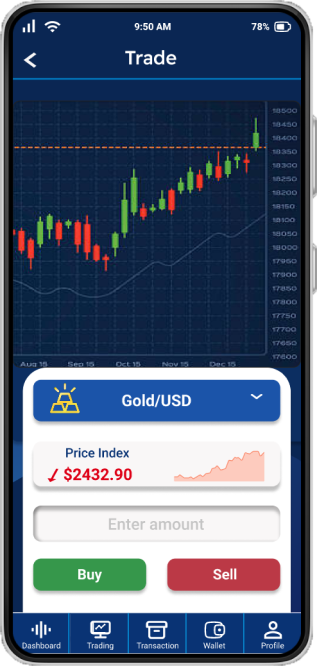 9:50 AM 78%
Trade
18500
18450
18400
18350
18300
18250
18200
18150
18100
18050
18000
17950
17900
17850
17800
17750
17700
17650
17600
Aug 15 Sep 15 Oct 15 Nov 15 Dec 15
Gold/USD
Price Index
$2432.90
Enter amount
Buy Sell
Dashboard Trading Transaction Wallet Profile